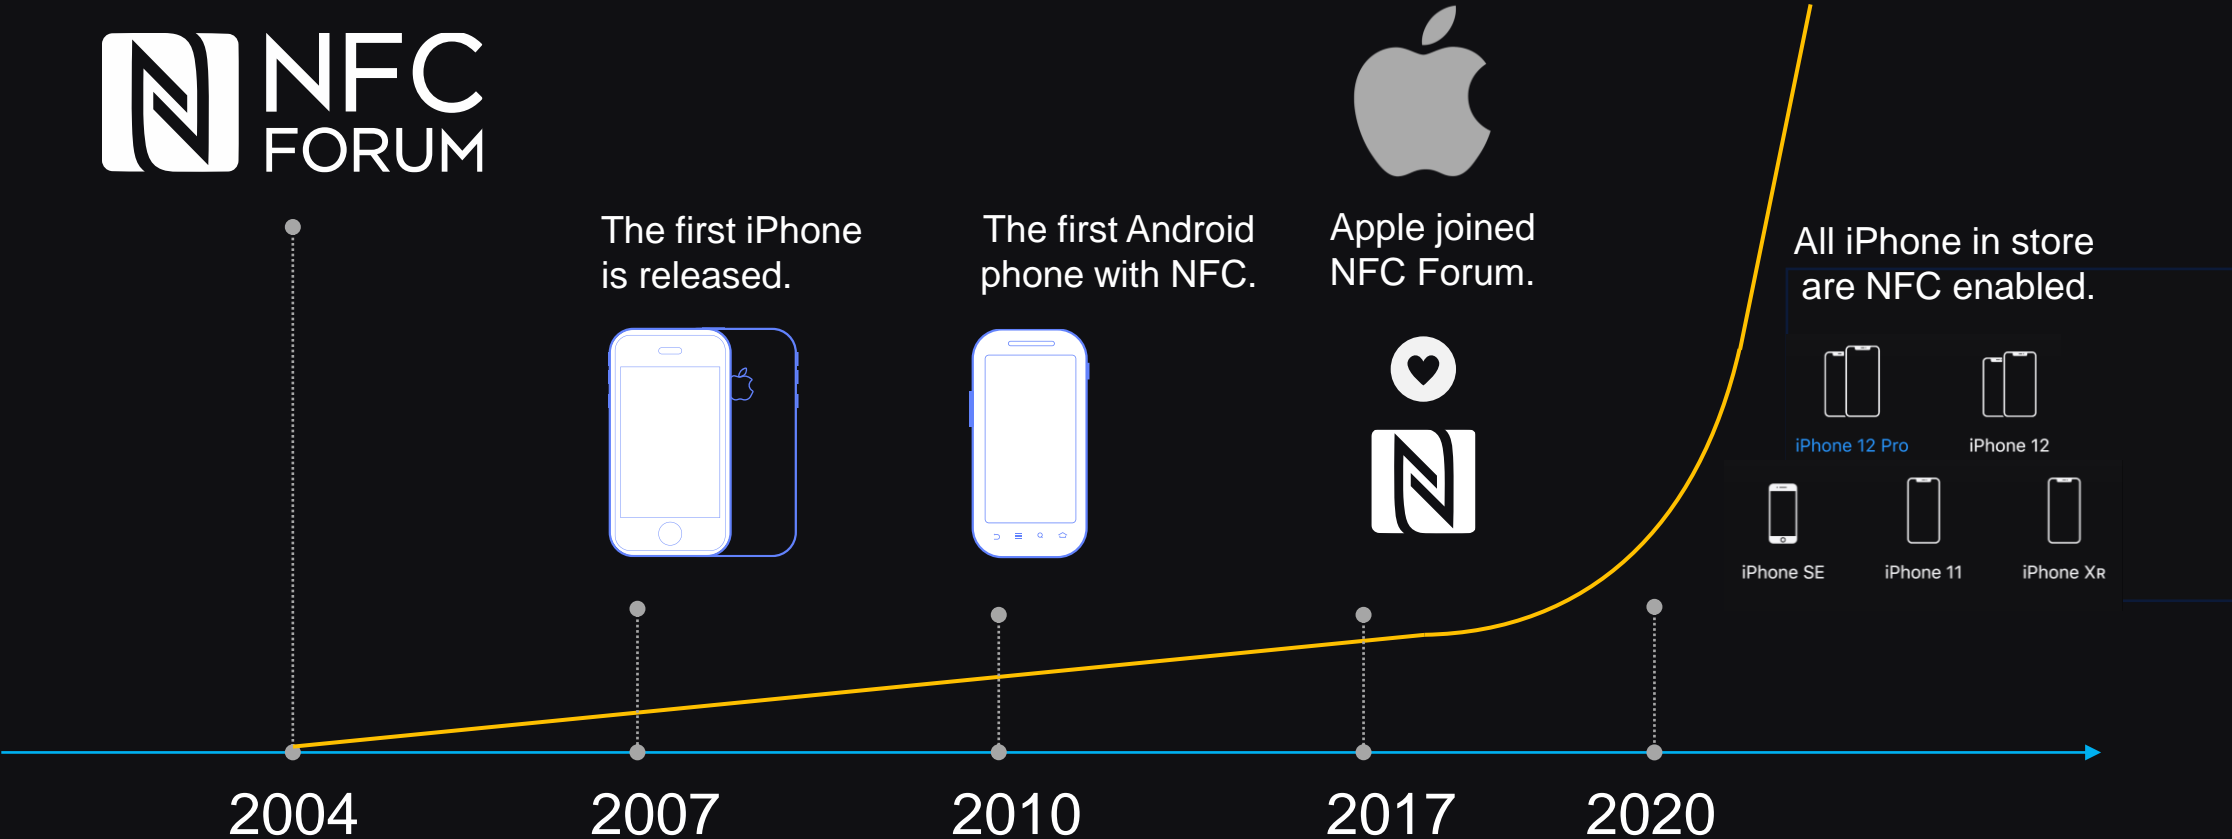 NFC
FORUM
The first iPhone
is released.
The first Android
phone with NFC.
Apple joined
NFC Forum.
All iPhone in store
are NFC enabled.
iPhone 12 Pro
iPhone 12
iPhone SE
iPhone 11
iPhone XR
2004
2007
2010
2017
2020